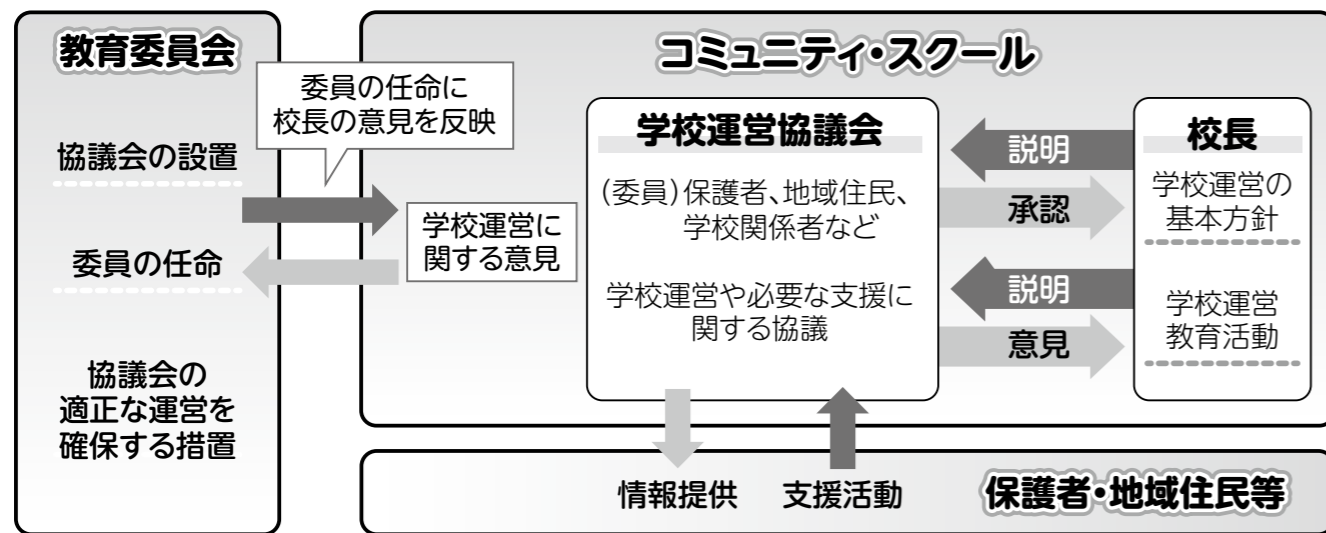 教育委員会
協議会の設置
委員の任命
協議会の
適正な運営を
確保する措置
委員の任命に
校長の意見を反映
学校運営に
関する意見
コミュニティ・スクール
学校運営協議会
(委員)保護者、地域住民、
学校関係者など
学校運営や必要な支援に
関する協議
説明
承認
説明
意見
校長
学校運営の
基本方針
学校運営
教育活動
情報提供
支援活動
保護者・地域住民等